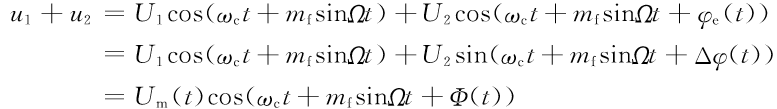 u₁ + u₂ = U₁cos(ω_c t + m_f sinΩt) + U₂cos(ω_c t + m_f sinΩt + φ_e(t))
= U₁cos(ω_c t + m_f sinΩt) + U₂sin(ω_c t + m_f sinΩt + Δφ(t))
= U_m(t)cos(ω_c t + m_f sinΩt + Φ(t))